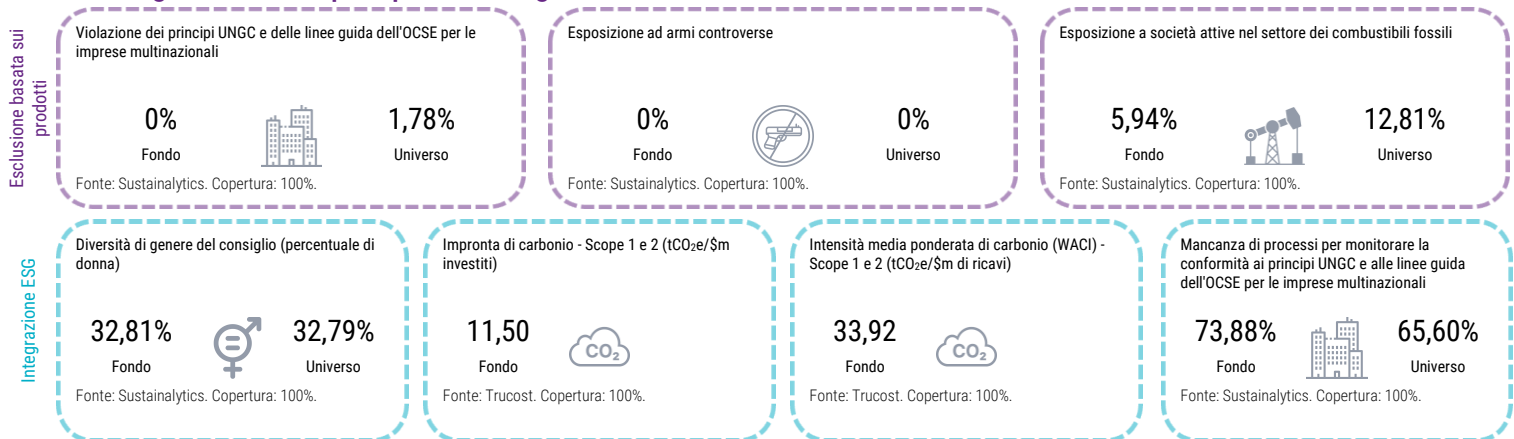 Esclusione basata sui
prodotti
Violazione dei principi UNGC e delle linee guida dell'OCSE per le
imprese multinazionali
0%
1,78%
Fondo
Universo
Fonte: Sustainalytics. Copertura: 100%.
Esposizione ad armi controverse
0%
0%
Fondo
Universo
Fonte: Sustainalytics. Copertura: 100%.
Esposizione a società attive nel settore dei combustibili fossili
5,94%
12,81%
Fondo
Universo
Fonte: Sustainalytics. Copertura: 100%.
Integrazione ESG
Diversità di genere del consiglio (percentuale di
donna)
32,81%
32,79%
Fondo
Universo
Fonte: Sustainalytics. Copertura: 100%.
Impronta di carbonio - Scope 1 e 2 (tCO₂e/$m
investiti)
11,50
CO₂
Fondo
Fonte: Trucost. Copertura: 100%.
Intensità media ponderata di carbonio (WACI) -
Scope 1 e 2 (tCO₂e/$m di ricavi)
33,92
CO₂
Fondo
Fonte: Trucost. Copertura: 100%.
Mancanza di processi per monitorare la
conformità ai principi UNGC e alle linee guida
dell'OCSE per le imprese multinazionali
73,88%
65,60%
Fondo
Universo
Fonte: Sustainalytics. Copertura: 100%.